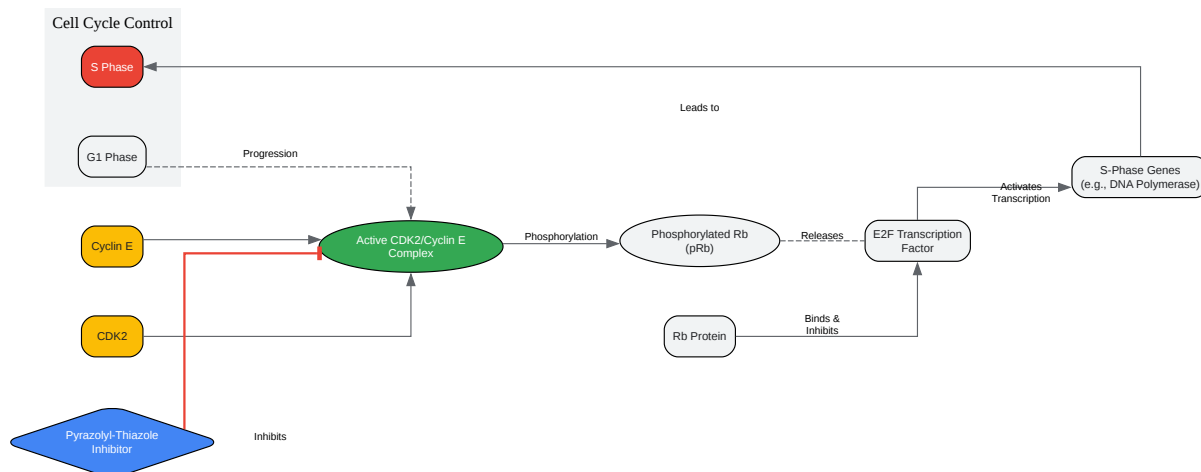 Cell Cycle Control
S Phase
Leads to
G1 Phase
Progression
S-Phase Genes
(e.g., DNA Polymerase)
Activates
Transcription
Cyclin E
Active CDK2/Cyclin E
Complex
Phosphorylation
Phosphorylated Rb
(pRb)
Releases
E2F Transcription
Factor
CDK2
Rb Protein
Binds &
Inhibits
Pyrazolyl-Thiazole
Inhibitor
Inhibits